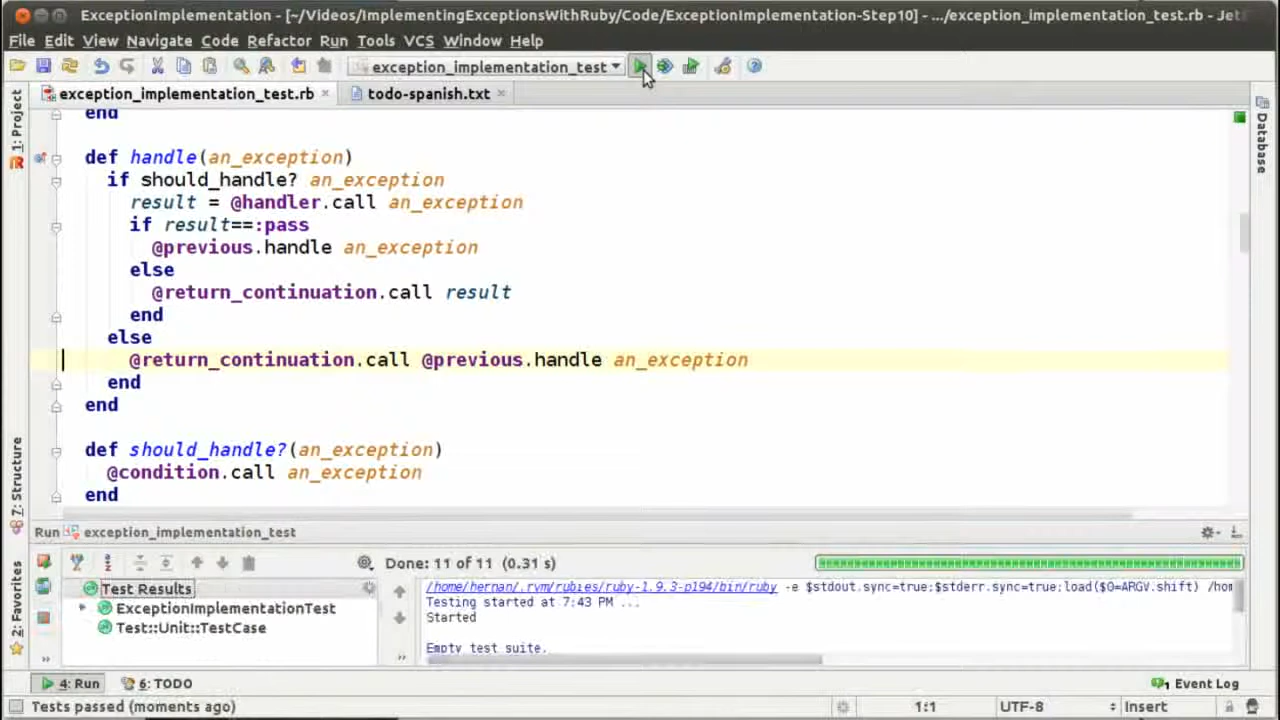 ExceptionImplementation - [~/Videos/ImplementingExceptionsWithRuby/Code/ExceptionImplementation-Step10] - .../exception_implementation_test.rb - Jet
File Edit View Navigate Code Refactor Run Tools VCS Window Help
exception_implementation_test
exception_implementation_test.rb todo-spanish.txt
1: Project
Database
end
def handle(an_exception)
if should_handle? an_exception
result = @handler.call an_exception
if result==:pass
@previous.handle an_exception
else
@return_continuation.call result
end
else
@return_continuation.call @previous.handle an_exception
end
end
def should_handle?(an_exception)
@condition.call an_exception
end
7: Structure
2: Favorites
Run exception_implementation_test
Done: 11 of 11 (0.31 s)
Test Results
ExceptionImplementationTest
Test::Unit::TestCase
/home/hernan/.rvm/rubies/ruby-1.9.3-p194/bin/ruby -e $stdout.sync=true;$stderr.sync=true;load($0=ARGV.shift) /hom
Testing started at 7:43 PM ...
Started
Empty test suite.
4: Run 6: TODO Event Log
Tests passed (moments ago) 1:1 UTF-8 Insert